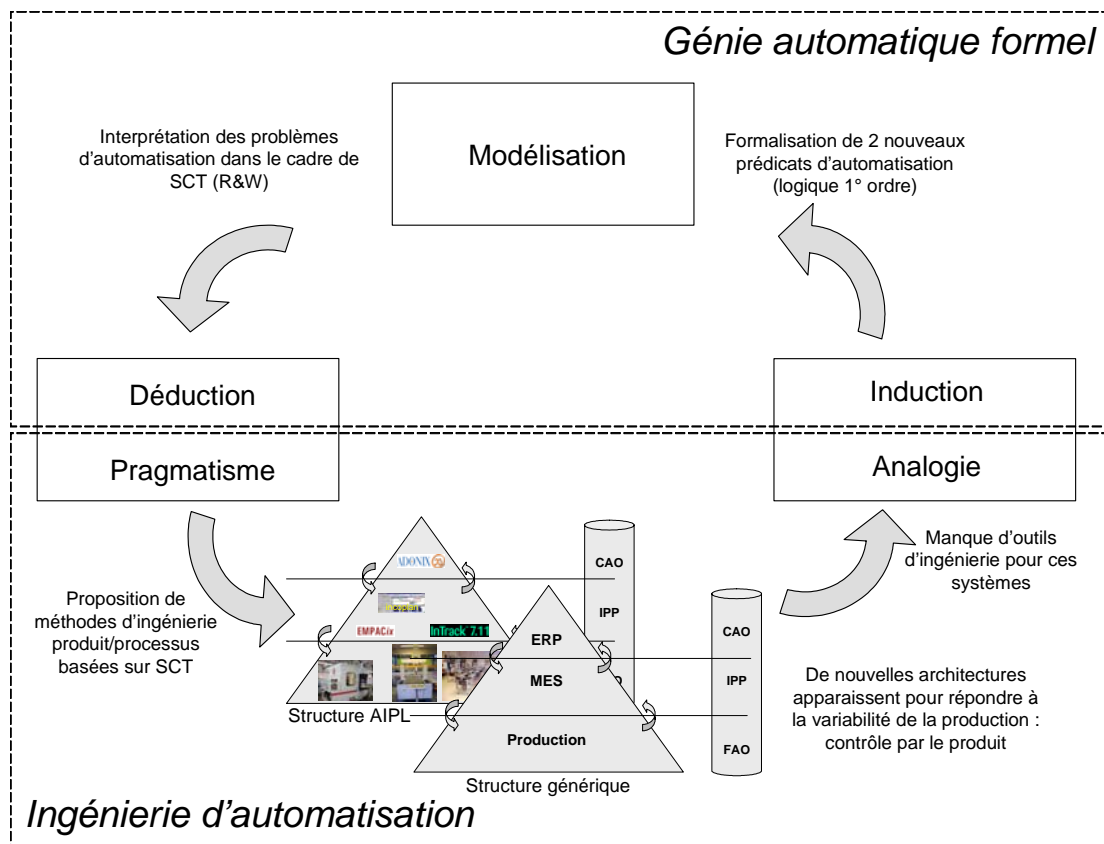 Génie automatique formel
Interprétation des problèmes
d'automatisation dans le cadre de
SCT (R&W)
Modélisation
Formalisation de 2 nouveaux
prédicats d'automatisation
(logique 1° ordre)
Déduction
Induction
Pragmatisme
Analogie
Proposition de
méthodes d'ingénierie
produit/processus
basées sur SCT
ADONIX
EMPACix
InTrack 7.11
Structure AIPL
CAO
IPP
ERP
MES
Production
Structure générique
CAO
IPP
FAO
Manque d'outils
d'ingénierie pour ces
systèmes
De nouvelles architectures
apparaissent pour répondre à
la variabilité de la production :
contrôle par le produit
Ingénierie d'automatisation